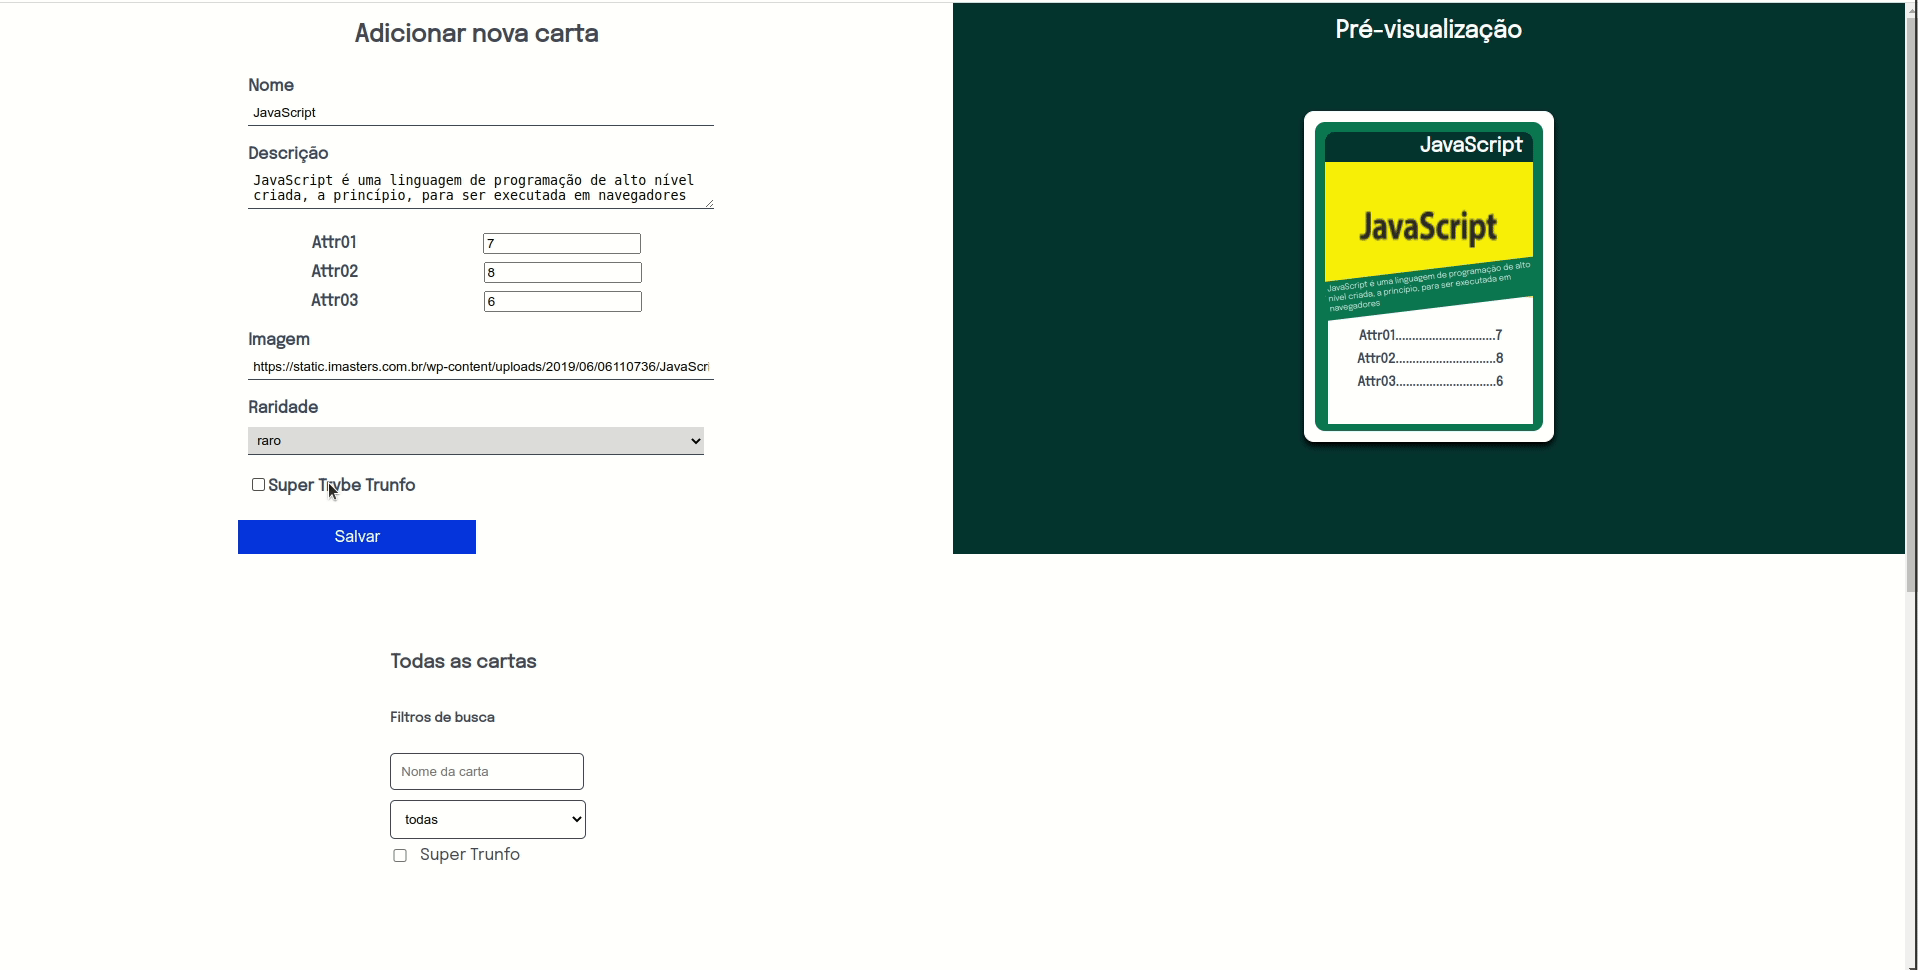 Adicionar nova carta
Nome
JavaScript
Descrição
JavaScript é uma linguagem de programação de alto nível
criada, a princípio, para ser executada em navegadores
Attr01 7
Attr02 8
Attr03 6
Imagem
https://static.imasters.com.br/wp-content/uploads/2019/06/06110736/JavaScri
Raridade
raro
Super Trybe Trunfo
Salvar
Pré-visualização
JavaScript
JavaScript
JavaScript é uma linguagem de programação de alto
nível criada, a princípio, para ser executada em
navegadores
Attr01..............................7
Attr02..............................8
Attr03..............................6
Todas as cartas
Filtros de busca
Nome da carta
todas
Super Trunfo